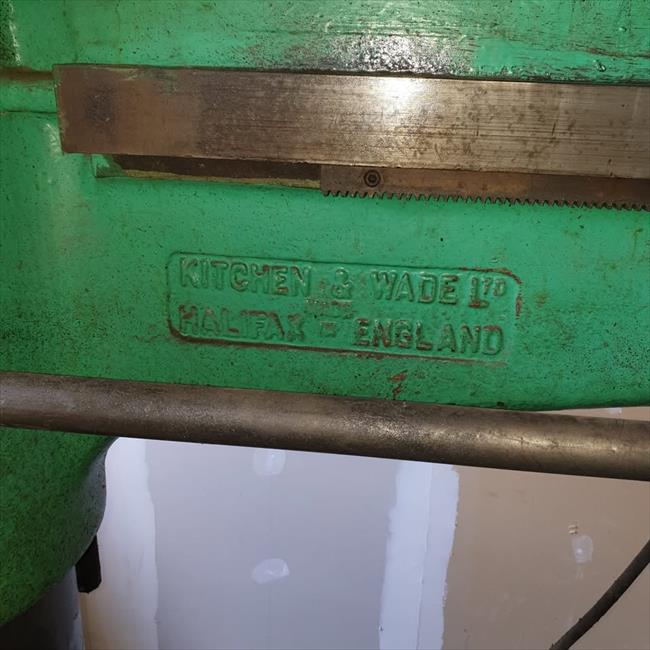 KITCHEN & WADE LTD
HALIFAX - ENGLAND